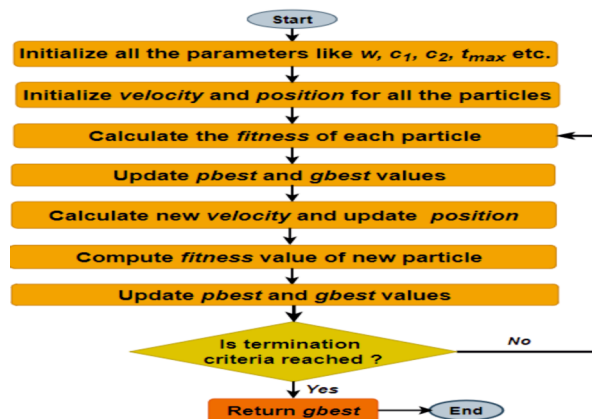 Start
Initialize all the parameters like w, c1, c2, tmax etc.
Initialize velocity and position for all the particles
Calculate the fitness of each particle
Update pbest and gbest values
Calculate new velocity and update position
Compute fitness value of new particle
Update pbest and gbest values
Is termination
criteria reached ?
No
Yes
Return gbest
End